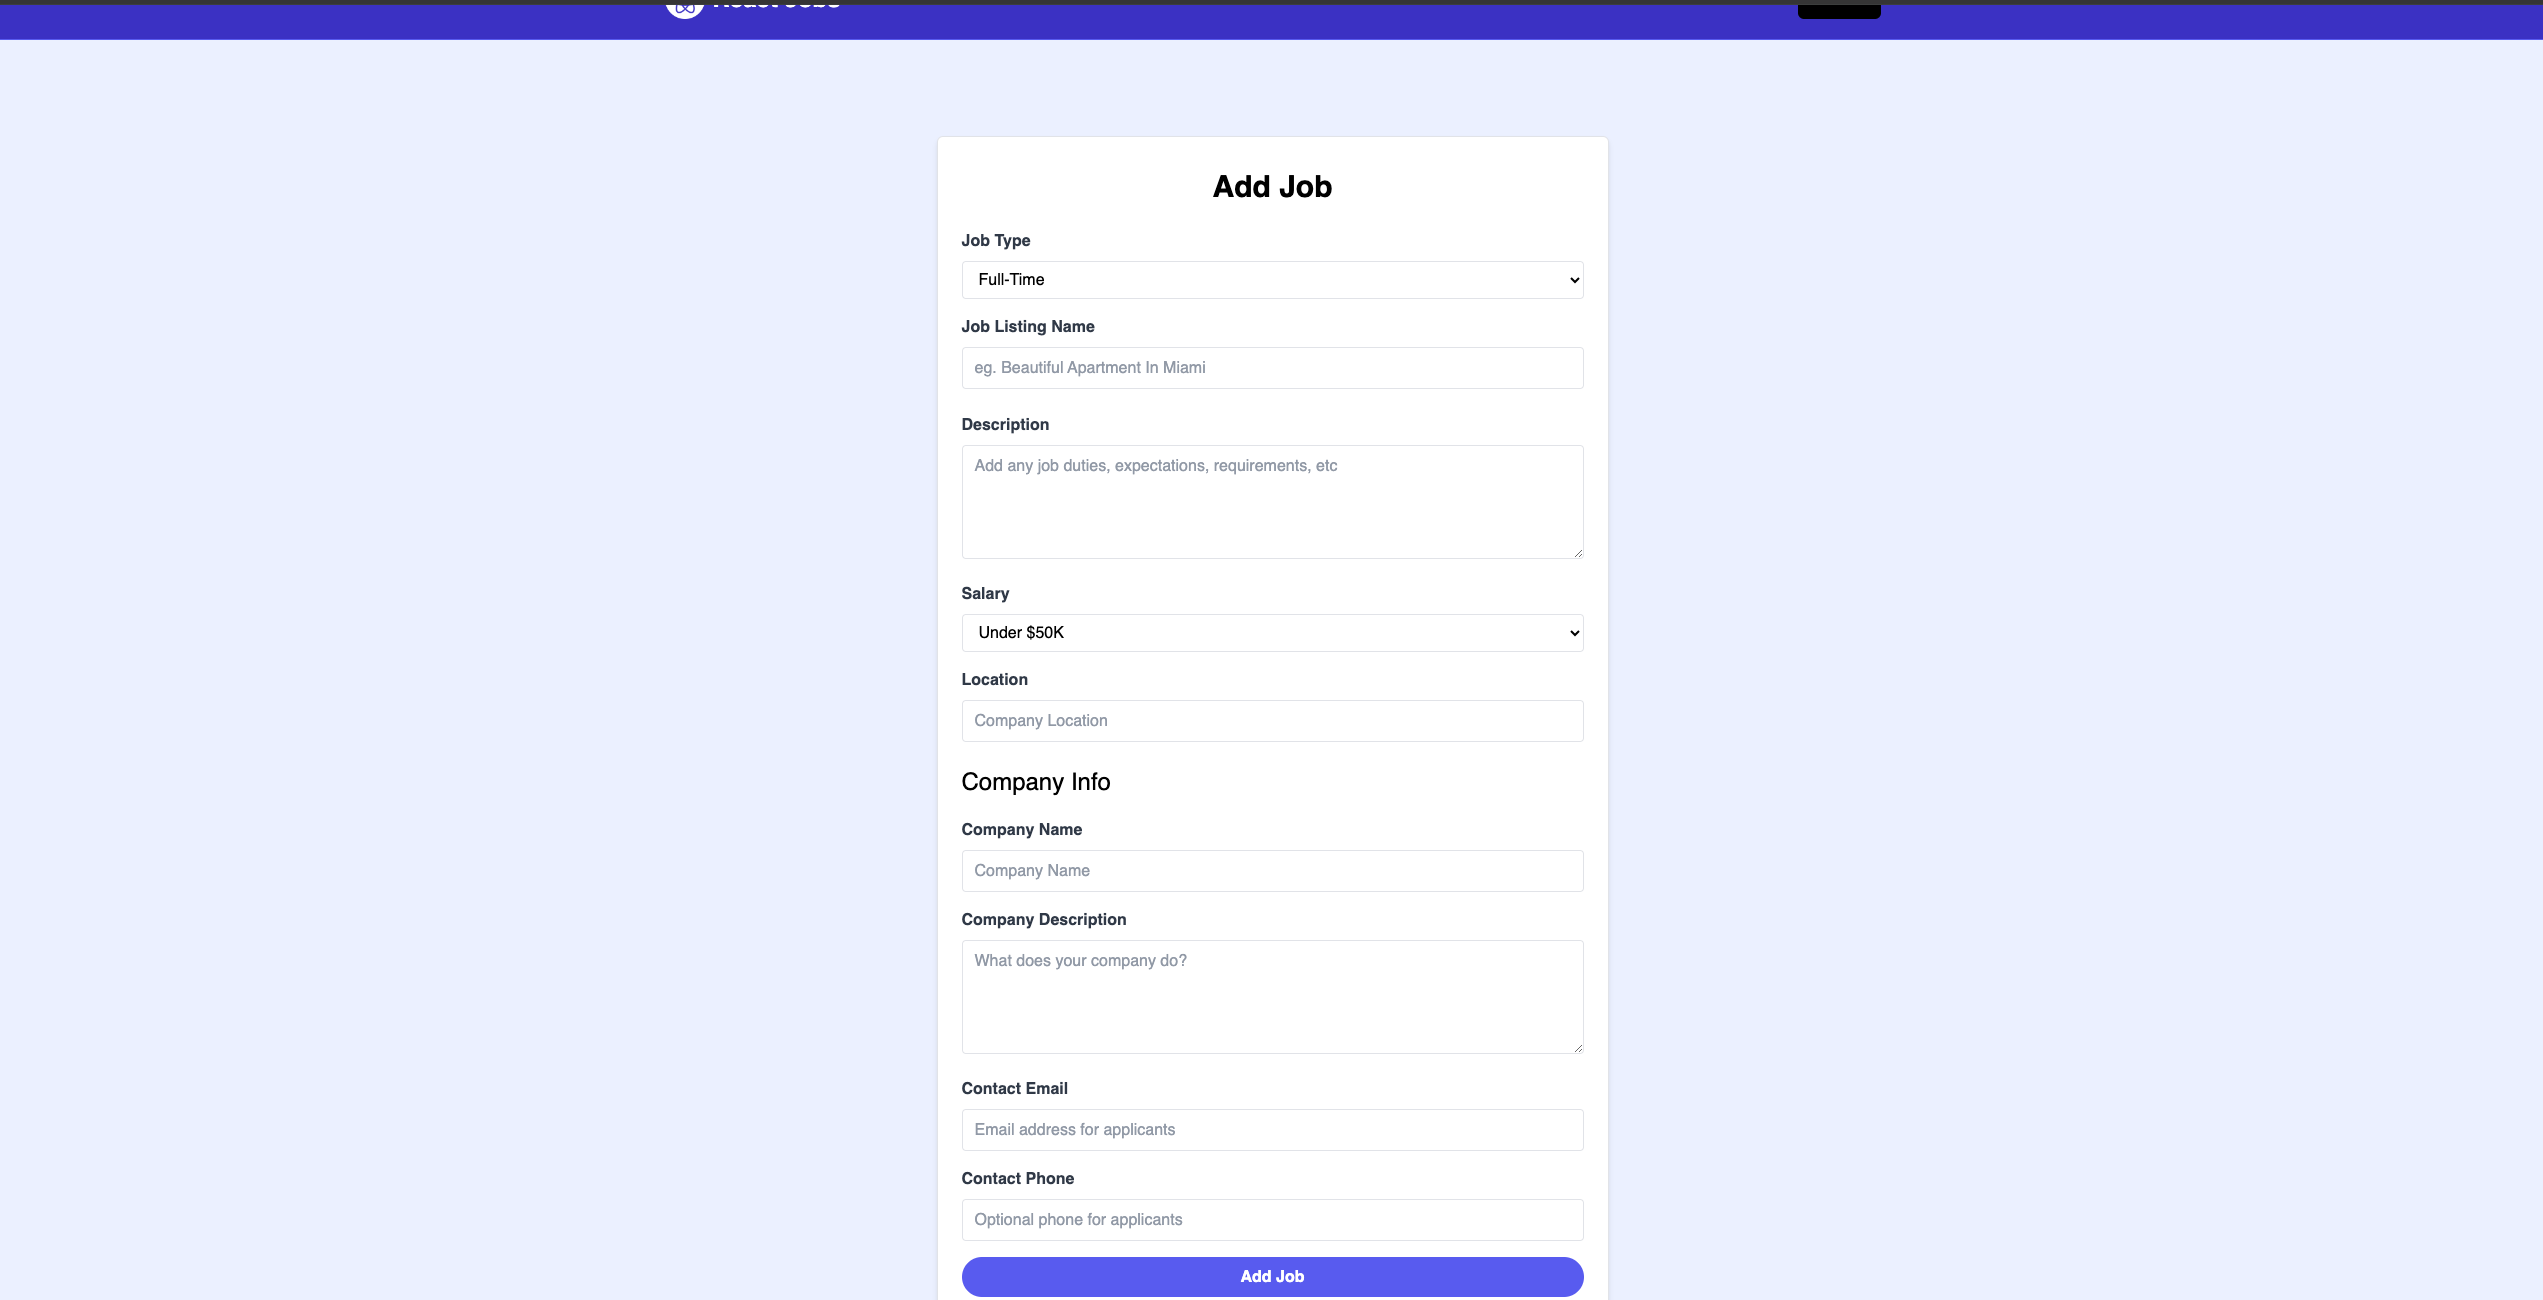 React Jobs
Add Job
Job Type
Full-Time
Job Listing Name
eg. Beautiful Apartment In Miami
Description
Add any job duties, expectations, requirements, etc
Salary
Under $50K
Location
Company Location
Company Info
Company Name
Company Name
Company Description
What does your company do?
Contact Email
Email address for applicants
Contact Phone
Optional phone for applicants
Add Job